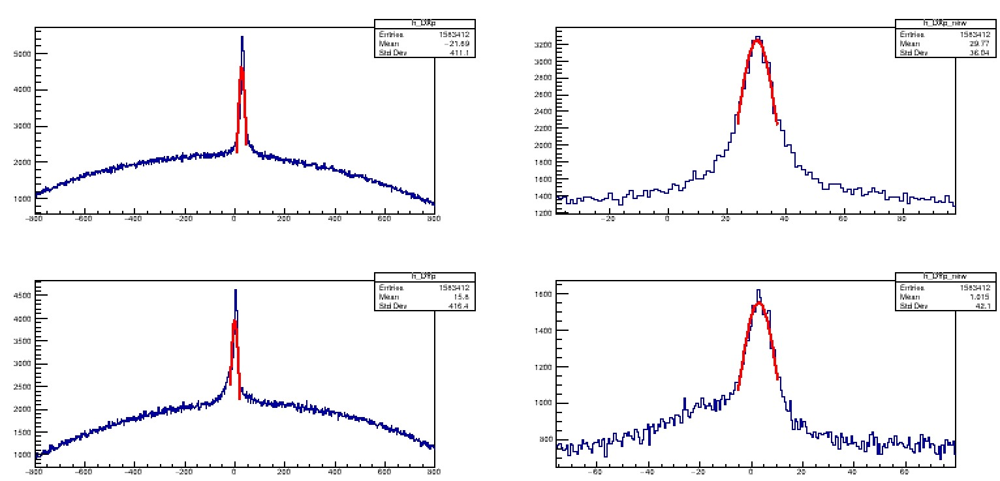 h_DXp
Entries 1583412
Mean -21.69
Std Dev 411.1
5000
4000
3000
2000
1000
-800 -600 -400 -200 0 200 400 600 800
h_DXp_new
Entries 1583412
Mean 29.77
Std Dev 36.04
3200
3000
2800
2600
2400
2200
2000
1800
1600
1400
1200
-20 0 20 40 60 80
h_DYp
Entries 1583412
Mean 15.8
Std Dev 416.4
4500
4000
3500
3000
2500
2000
1500
1000
-800 -600 -400 -200 0 200 400 600 800
h_DYp_new
Entries 1583412
Mean 1.015
Std Dev 42.1
1600
1400
1200
1000
800
-60 -40 -20 0 20 40 60